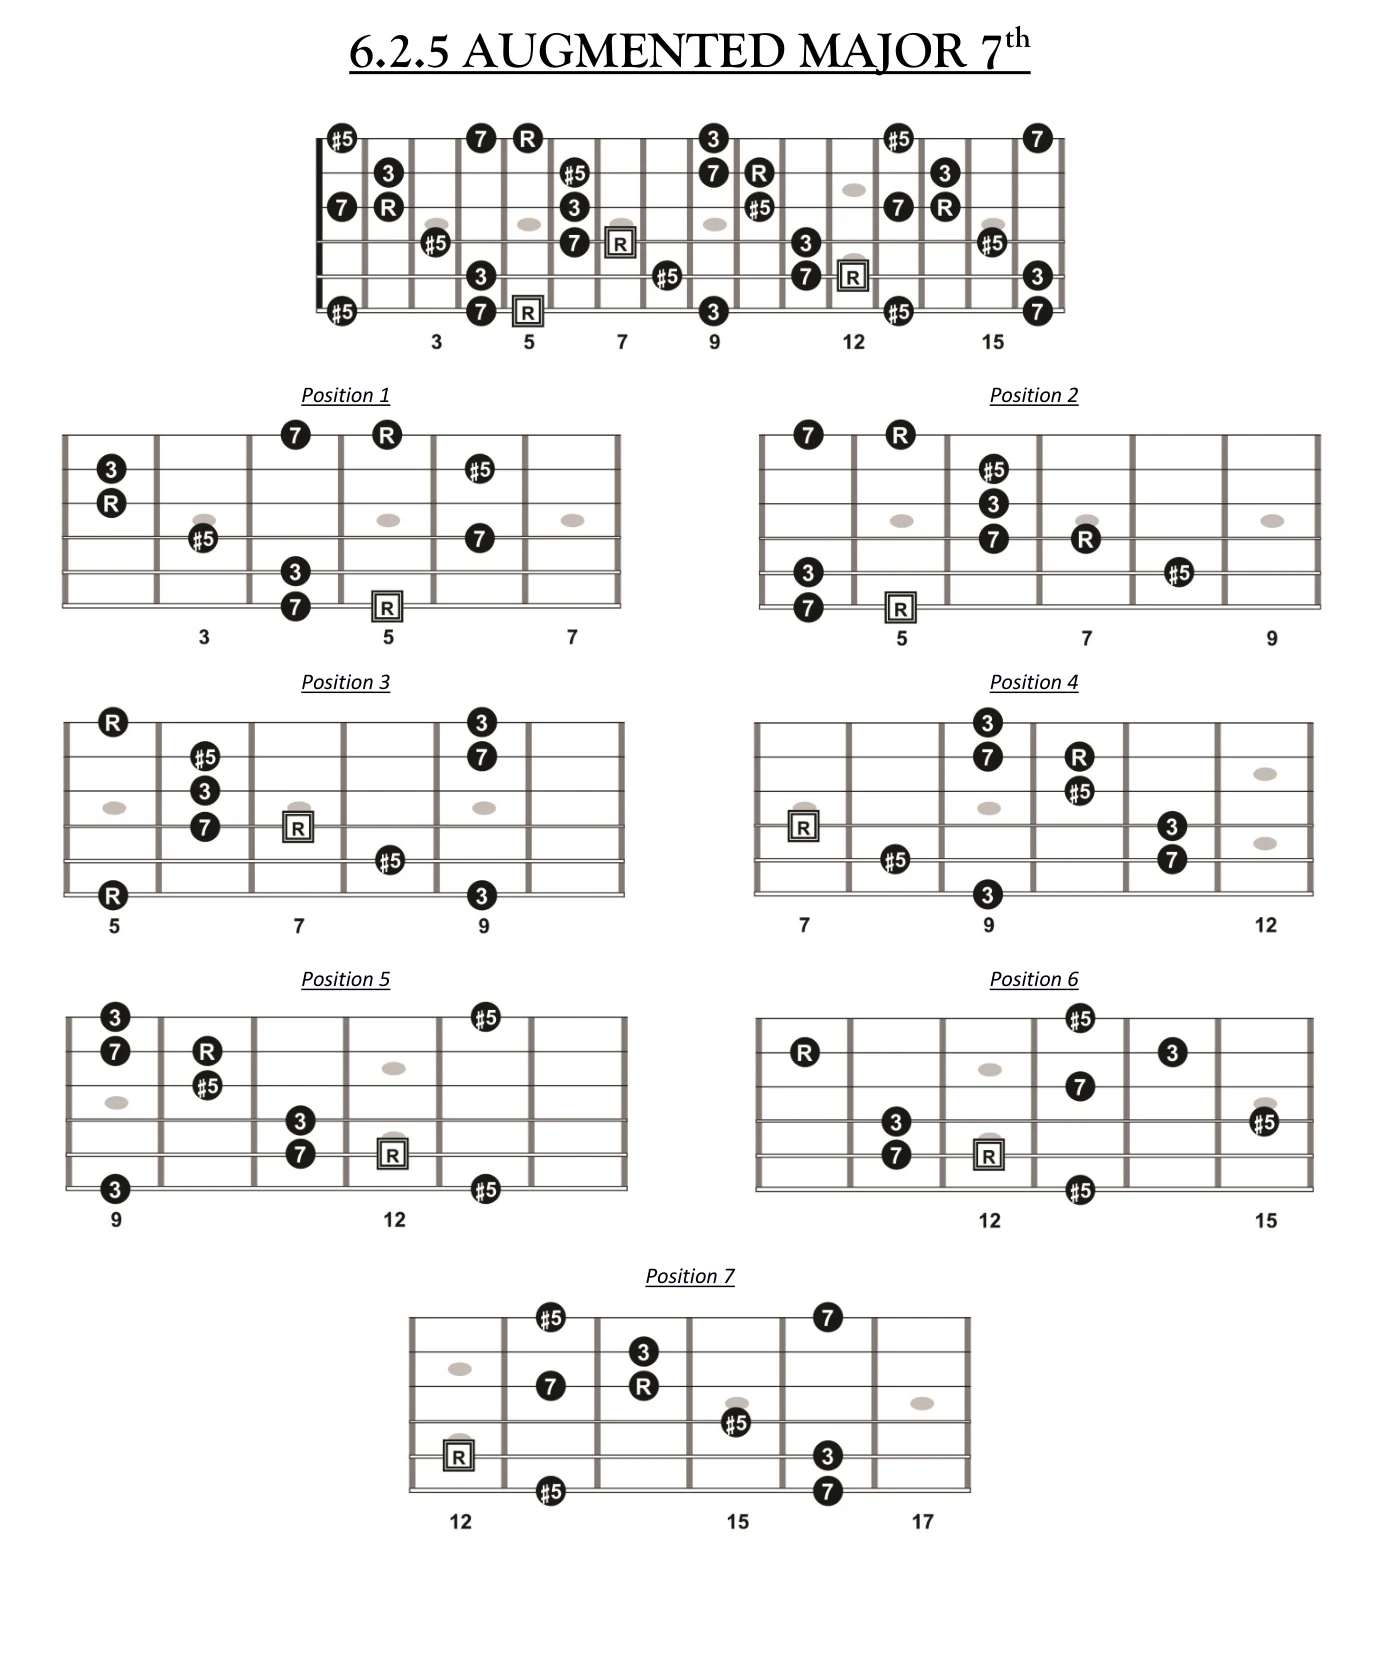 6.2.5 AUGMENTED MAJOR 7th
#5 7 R 3 #5 7
3 #5 7 R 3
7 R 3 #5 7 R
#5 7 R 3 #5
3 #5 7 R 3
#5 7 R 3 #5 7
3 5 7 9 12 15
Position 1
7 R
3 #5
R
#5 7
3
7 R
3 5 7
Position 2
7 R
#5
3
7 R
3 #5
7 R
5 7 9
Position 3
R 3
#5 7
3
7 R
#5
R 3
5 7 9
Position 4
3
7 R
#5
R 3
#5 7
3
7 9 12
Position 5
3 #5
7 R
#5
3
7 R
3 #5
9 12
Position 6
#5
R 3
7
3 #5
7 R
#5
12 15
Position 7
#5 7
3
7 R
#5
R 3
#5 7
12 15 17